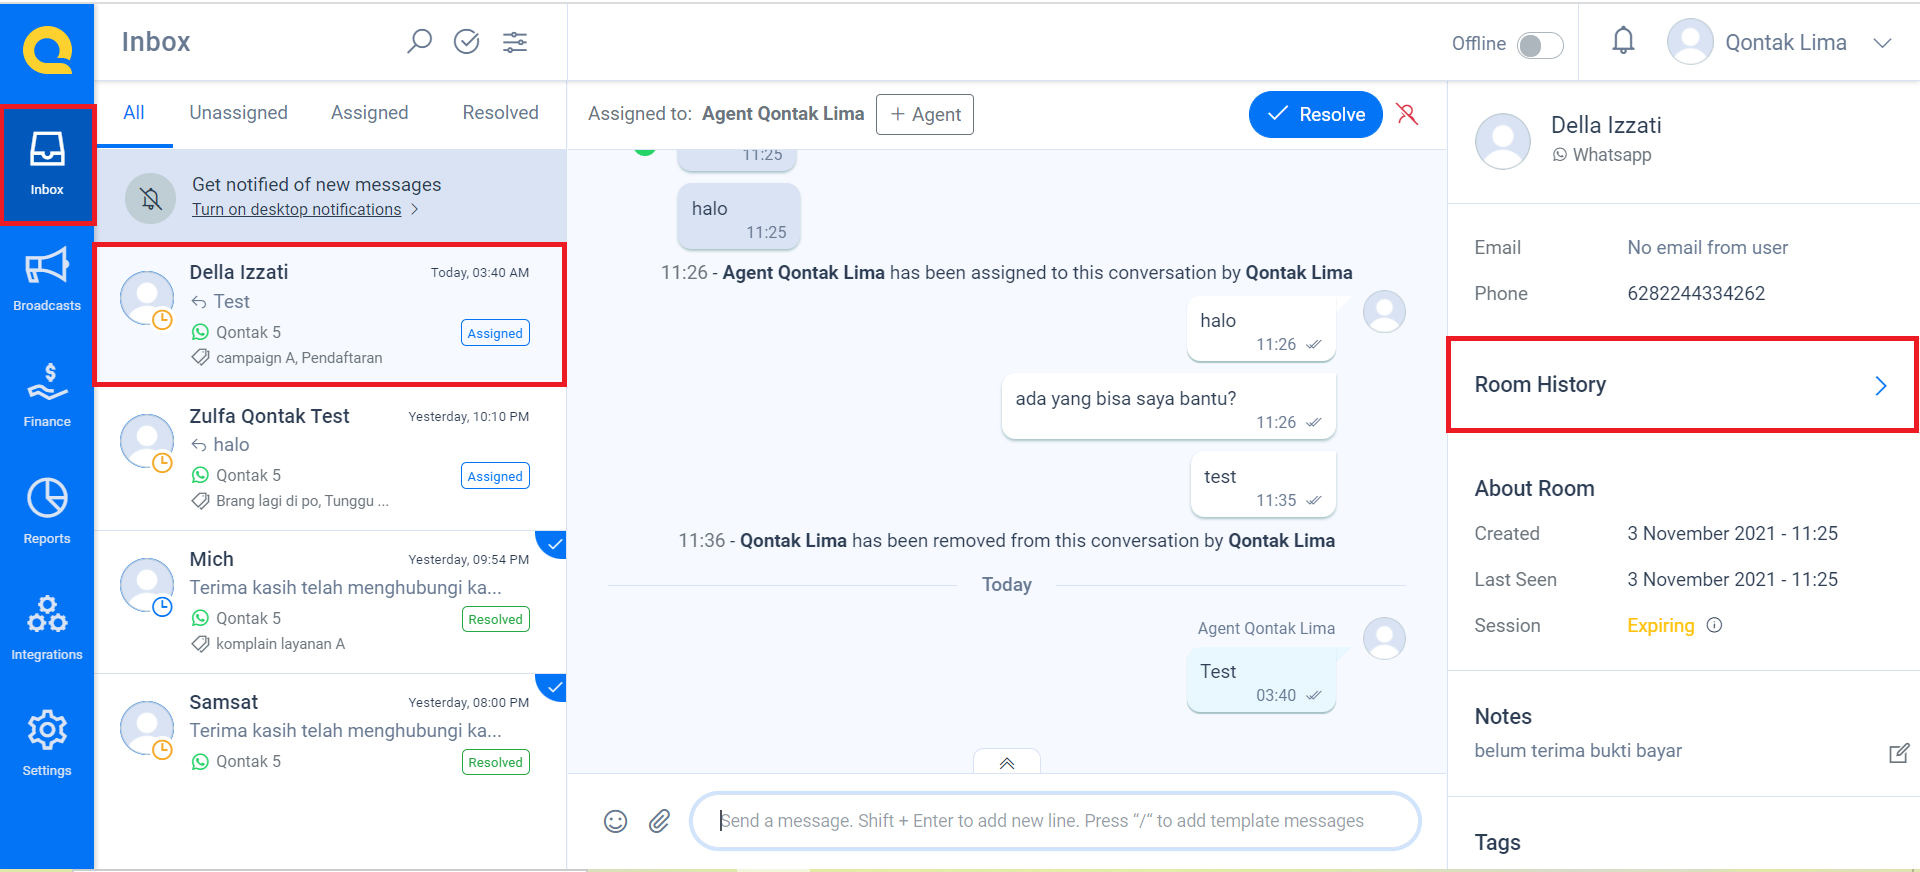 Inbox
Offline
Qontak Lima
Inbox
Broadcasts
Finance
Reports
Integrations
Settings
All Unassigned Assigned Resolved
Get notified of new messages
Turn on desktop notifications
Della Izzati Today, 03:40 AM
Test
Qontak 5 Assigned
campaign A, Pendaftaran
Zulfa Qontak Test Yesterday, 10:10 PM
halo
Qontak 5 Assigned
Brang lagi di po, Tunggu ...
Mich Yesterday, 09:54 PM
Terima kasih telah menghubungi ka...
Qontak 5 Resolved
komplain layanan A
Samsat Yesterday, 08:00 PM
Terima kasih telah menghubungi ka...
Qontak 5 Resolved
Assigned to: Agent Qontak Lima + Agent Resolve
11:25
halo
11:25
11:26 - Agent Qontak Lima has been assigned to this conversation by Qontak Lima
halo
11:26
ada yang bisa saya bantu?
11:26
test
11:35
11:36 - Qontak Lima has been removed from this conversation by Qontak Lima
Today
Agent Qontak Lima
Test
03:40
Send a message. Shift + Enter to add new line. Press “/“ to add template messages
Della Izzati
Whatsapp
Email No email from user
Phone 6282244334262
Room History
About Room
Created 3 November 2021 - 11:25
Last Seen 3 November 2021 - 11:25
Session Expiring
Notes
belum terima bukti bayar
Tags